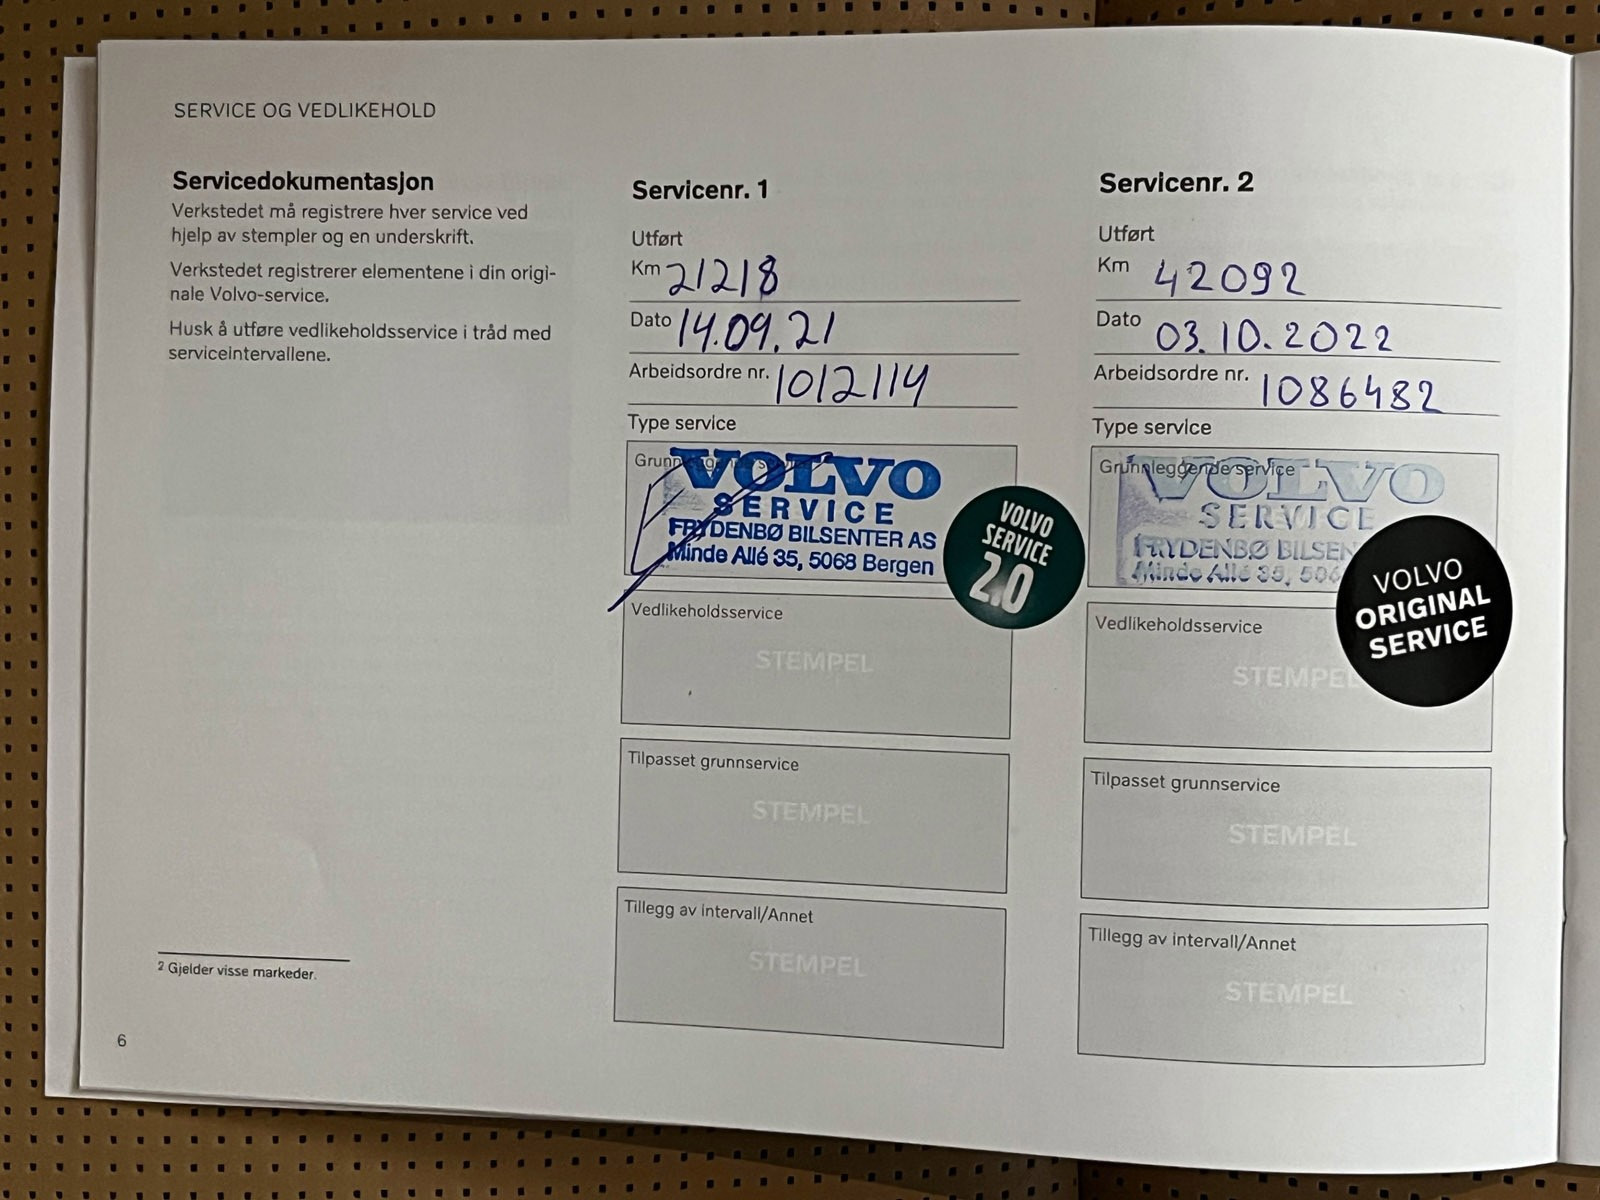 SERVICE OG VEDLIKEHOLD
Servicedokumentasjon
Verkstedet må registrere hver service ved
hjelp av stempler og en underskrift.
Verkstedet registrerer elementene i din origi-
nale Volvo-service.
Husk å utføre vedlikeholdsservice i tråd med
serviceintervallene.
2 Gjelder visse markeder.
6
Servicenr. 1
Utført
Km 21218
Dato 14.09.21
Arbeidsordre nr. 1012114
Type service
VOLVO
SERVICE
FRYDENBØ BILSENTER AS
Minde Allé 35, 5068 Bergen
VOLVO
SERVICE
2.0
Vedlikeholdsservice
STEMPEL
Tilpasset grunnservice
STEMPEL
Tillegg av intervall/Annet
STEMPEL
Servicenr. 2
Utført
Km 42092
Dato 03.10.2022
Arbeidsordre nr. 1086482
Type service
Grunnleggende service
VOLVO
SERVICE
FRYDENBØ BILSEN
Minde Allé 35, 506
VOLVO
ORIGINAL
SERVICE
Vedlikeholdsservice
STEMPEL
Tilpasset grunnservice
STEMPEL
Tillegg av intervall/Annet
STEMPEL